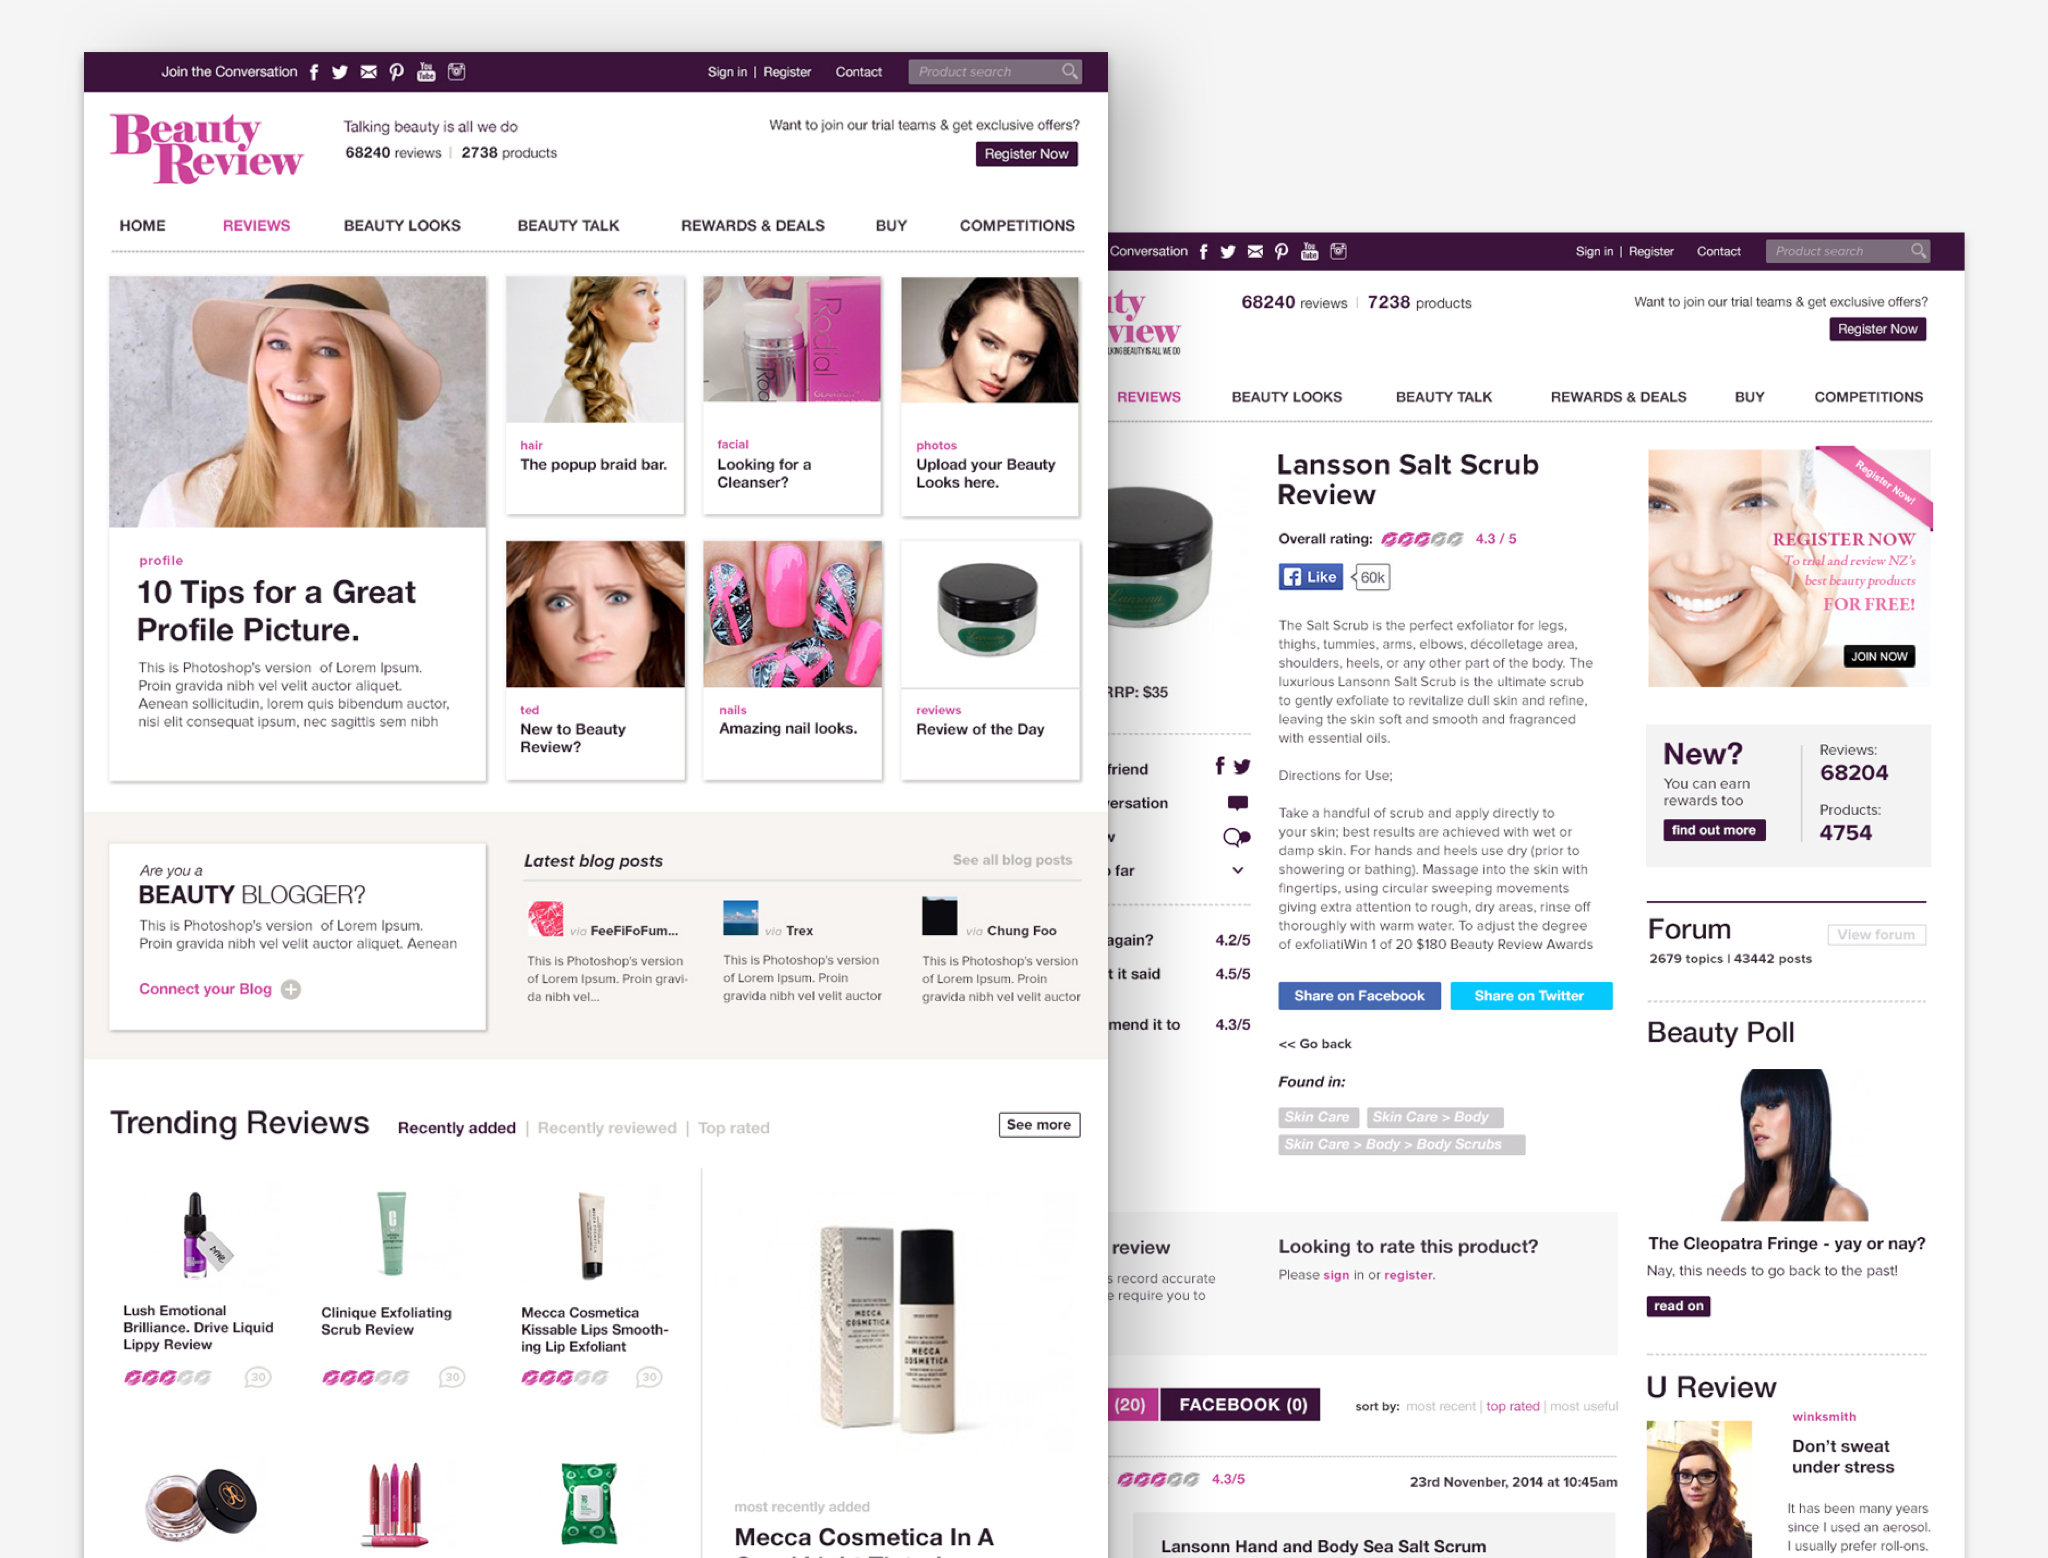 Join the Conversation
Sign in | Register
Contact
Product search
Beauty
Review
Talking beauty is all we do
68240 reviews | 2738 products
Want to join our trial teams & get exclusive offers?
Register Now
HOME
REVIEWS
BEAUTY LOOKS
BEAUTY TALK
REWARDS & DEALS
BUY
COMPETITIONS
profile
10 Tips for a Great
Profile Picture.
This is Photoshop's version of Lorem Ipsum.
Proin gravida nibh vel velit auctor aliquet.
Aenean sollicitudin, lorem quis bibendum auctor,
nisi elit consequat ipsum, nec sagittis sem nibh
hair
The popup braid bar.
Rodial
facial
Looking for a
Cleanser?
photos
Upload your Beauty
Looks here.
ted
New to Beauty
Review?
nails
Amazing nail looks.
reviews
Review of the Day
Are you a
BEAUTY BLOGGER?
This is Photoshop's version of Lorem Ipsum.
Proin gravida nibh vel velit auctor aliquet. Aenean
Connect your Blog
Latest blog posts
See all blog posts
via FeeFiFoFum...
This is Photoshop's version
of Lorem Ipsum. Proin gravi-
da nibh vel...
via Trex
This is Photoshop's version
of Lorem Ipsum. Proin
gravida nibh vel velit auctor
via Chung Foo
This is Photoshop's version
of Lorem Ipsum. Proin
gravida nibh vel velit auctor
Trending Reviews
Recently added | Recently reviewed | Top rated
See more
Lush Emotional
Brilliance. Drive Liquid
Lippy Review
30
Clinique Exfoliating
Scrub Review
30
Mecca Cosmetica
Kissable Lips Smooth-
ing Lip Exfoliant
30
MECCA
COSMETICA
MECCA
COSMETICA
most recently added
Mecca Cosmetica In A
Conversation
You
Tube
Sign in | Register
Contact
Product search
ity
view
LKING BEAUTY IS ALL WE DO
68240 reviews | 7238 products
Want to join our trial teams & get exclusive offers?
Register Now
REVIEWS
BEAUTY LOOKS
BEAUTY TALK
REWARDS & DEALS
BUY
COMPETITIONS
RRP: $35
friend
versation
w
o far
again?
4.2/5
t it said
4.5/5
mend it to
4.3/5
Lansson Salt Scrub
Review
Overall rating:
4.3 / 5
Like
60k
The Salt Scrub is the perfect exfoliator for legs,
thighs, tummies, arms, elbows, décolletage area,
shoulders, heels, or any other part of the body. The
luxurious Lansonn Salt Scrub is the ultimate scrub
to gently exfoliate to revitalize dull skin and refine,
leaving the skin soft and smooth and fragranced
with essential oils.
Directions for Use;
Take a handful of scrub and apply directly to
your skin; best results are achieved with wet or
damp skin. For hands and heels use dry (prior to
showering or bathing). Massage into the skin with
fingertips, using circular sweeping movements
giving extra attention to rough, dry areas, rinse off
thoroughly with warm water. To adjust the degree
of exfoliatiWin 1 of 20 $180 Beauty Review Awards
Share on Facebook
Share on Twitter
<< Go back
Found in:
Skin Care
Skin Care > Body
Skin Care > Body > Body Scrubs
review
s record accurate
e require you to
Looking to rate this product?
Please sign in or register.
(20)
FACEBOOK (0)
sort by: most recent | top rated | most useful
4.3/5
23rd Novenber, 2014 at 10:45am
Lansonn Hand and Body Sea Salt Scrum
Register Now!
REGISTER NOW
To trial and review NZ's
best beauty products
FOR FREE!
JOIN NOW
New?
You can earn
rewards too
find out more
Reviews:
68204
Products:
4754
Forum
View forum
2679 topics | 43442 posts
Beauty Poll
The Cleopatra Fringe - yay or nay?
Nay, this needs to go back to the past!
read on
U Review
winksmith
Don't sweat
under stress
It has been many years
since I used an aerosol.
I usually prefer roll-ons.